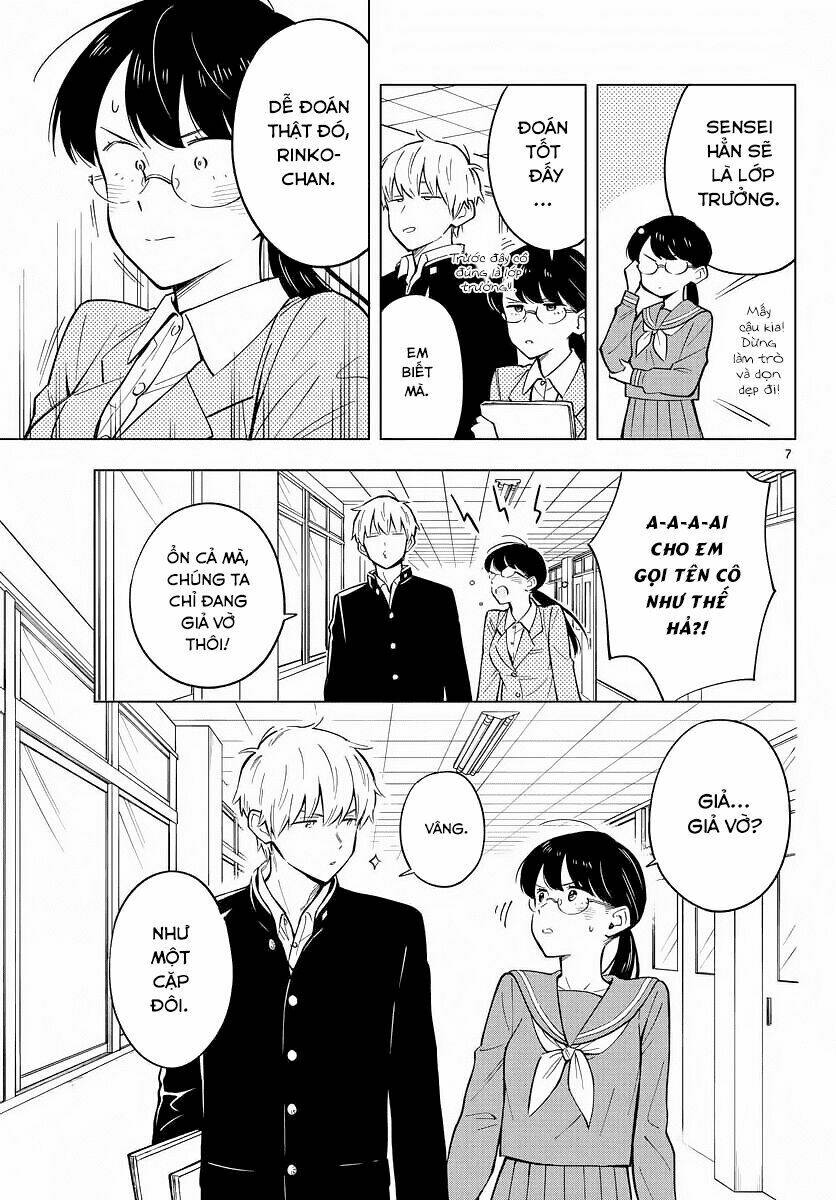 SENSEI
HẲN SẼ
LÀ LỚP
TRƯỞNG.
Mấy
cậu kia!
Dừng
làm trò
và dọn
dẹp đi!
ĐOÁN
TỐT
ĐẤY
...
Trước đây cô
đúng là lớp
trưởng!
EM
BIẾT
MÀ.
DỄ ĐOÁN
THẬT ĐÓ,
RINKO-
CHAN.
7
A-A-A-AI
CHO EM
GỌI TÊN CÔ
NHƯ THẾ
HẢ?!
ỔN CẢ MÀ,
CHÚNG TA
CHỈ ĐANG
GIẢ VỜ
THÔI!
GIẢ...
GIẢ VỜ?
VÂNG.
NHƯ
MỘT
CẶP
ĐÔI.